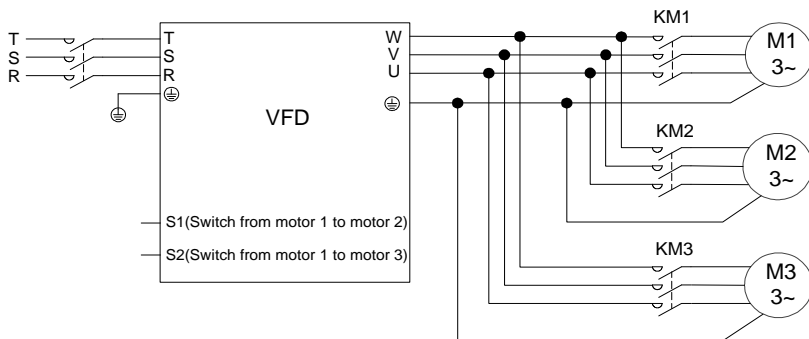 KM1
T
T
W
M1
S
S
V
3~
R
R
U
VFD
KM2
M2
3~
S1(Switch from motor 1 to motor 2)
S2(Switch from motor 1 to motor 3)
KM3
M3
3~